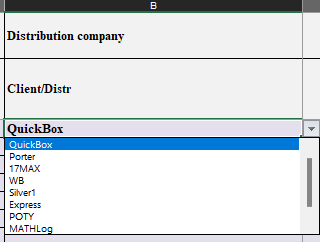 B
Distribution company
Client/Distr
QuickBox
QuickBox
Porter
17MAX
WB
Silver1
Express
POTY
MATHLog